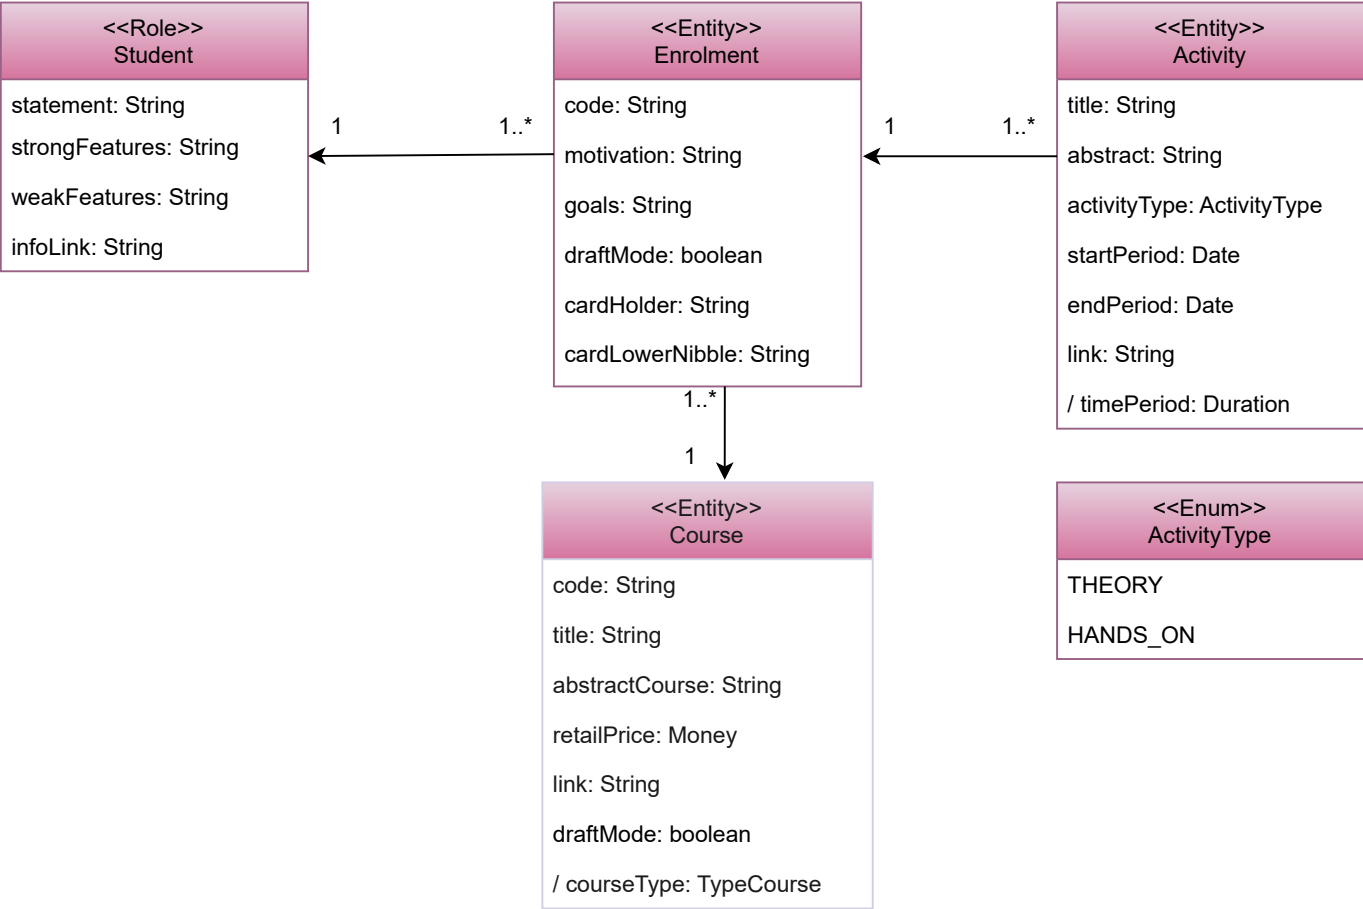 <<Role>>
Student
statement: String
strongFeatures: String
weakFeatures: String
infoLink: String
1
1..*
<<Entity>>
Enrolment
code: String
motivation: String
goals: String
draftMode: boolean
cardHolder: String
cardLowerNibble: String
1
1..*
<<Entity>>
Activity
title: String
abstract: String
activityType: ActivityType
startPeriod: Date
endPeriod: Date
link: String
/ timePeriod: Duration
1..*
1
<<Entity>>
Course
code: String
title: String
abstractCourse: String
retailPrice: Money
link: String
draftMode: boolean
/ courseType: TypeCourse
<<Enum>>
ActivityType
THEORY
HANDS_ON